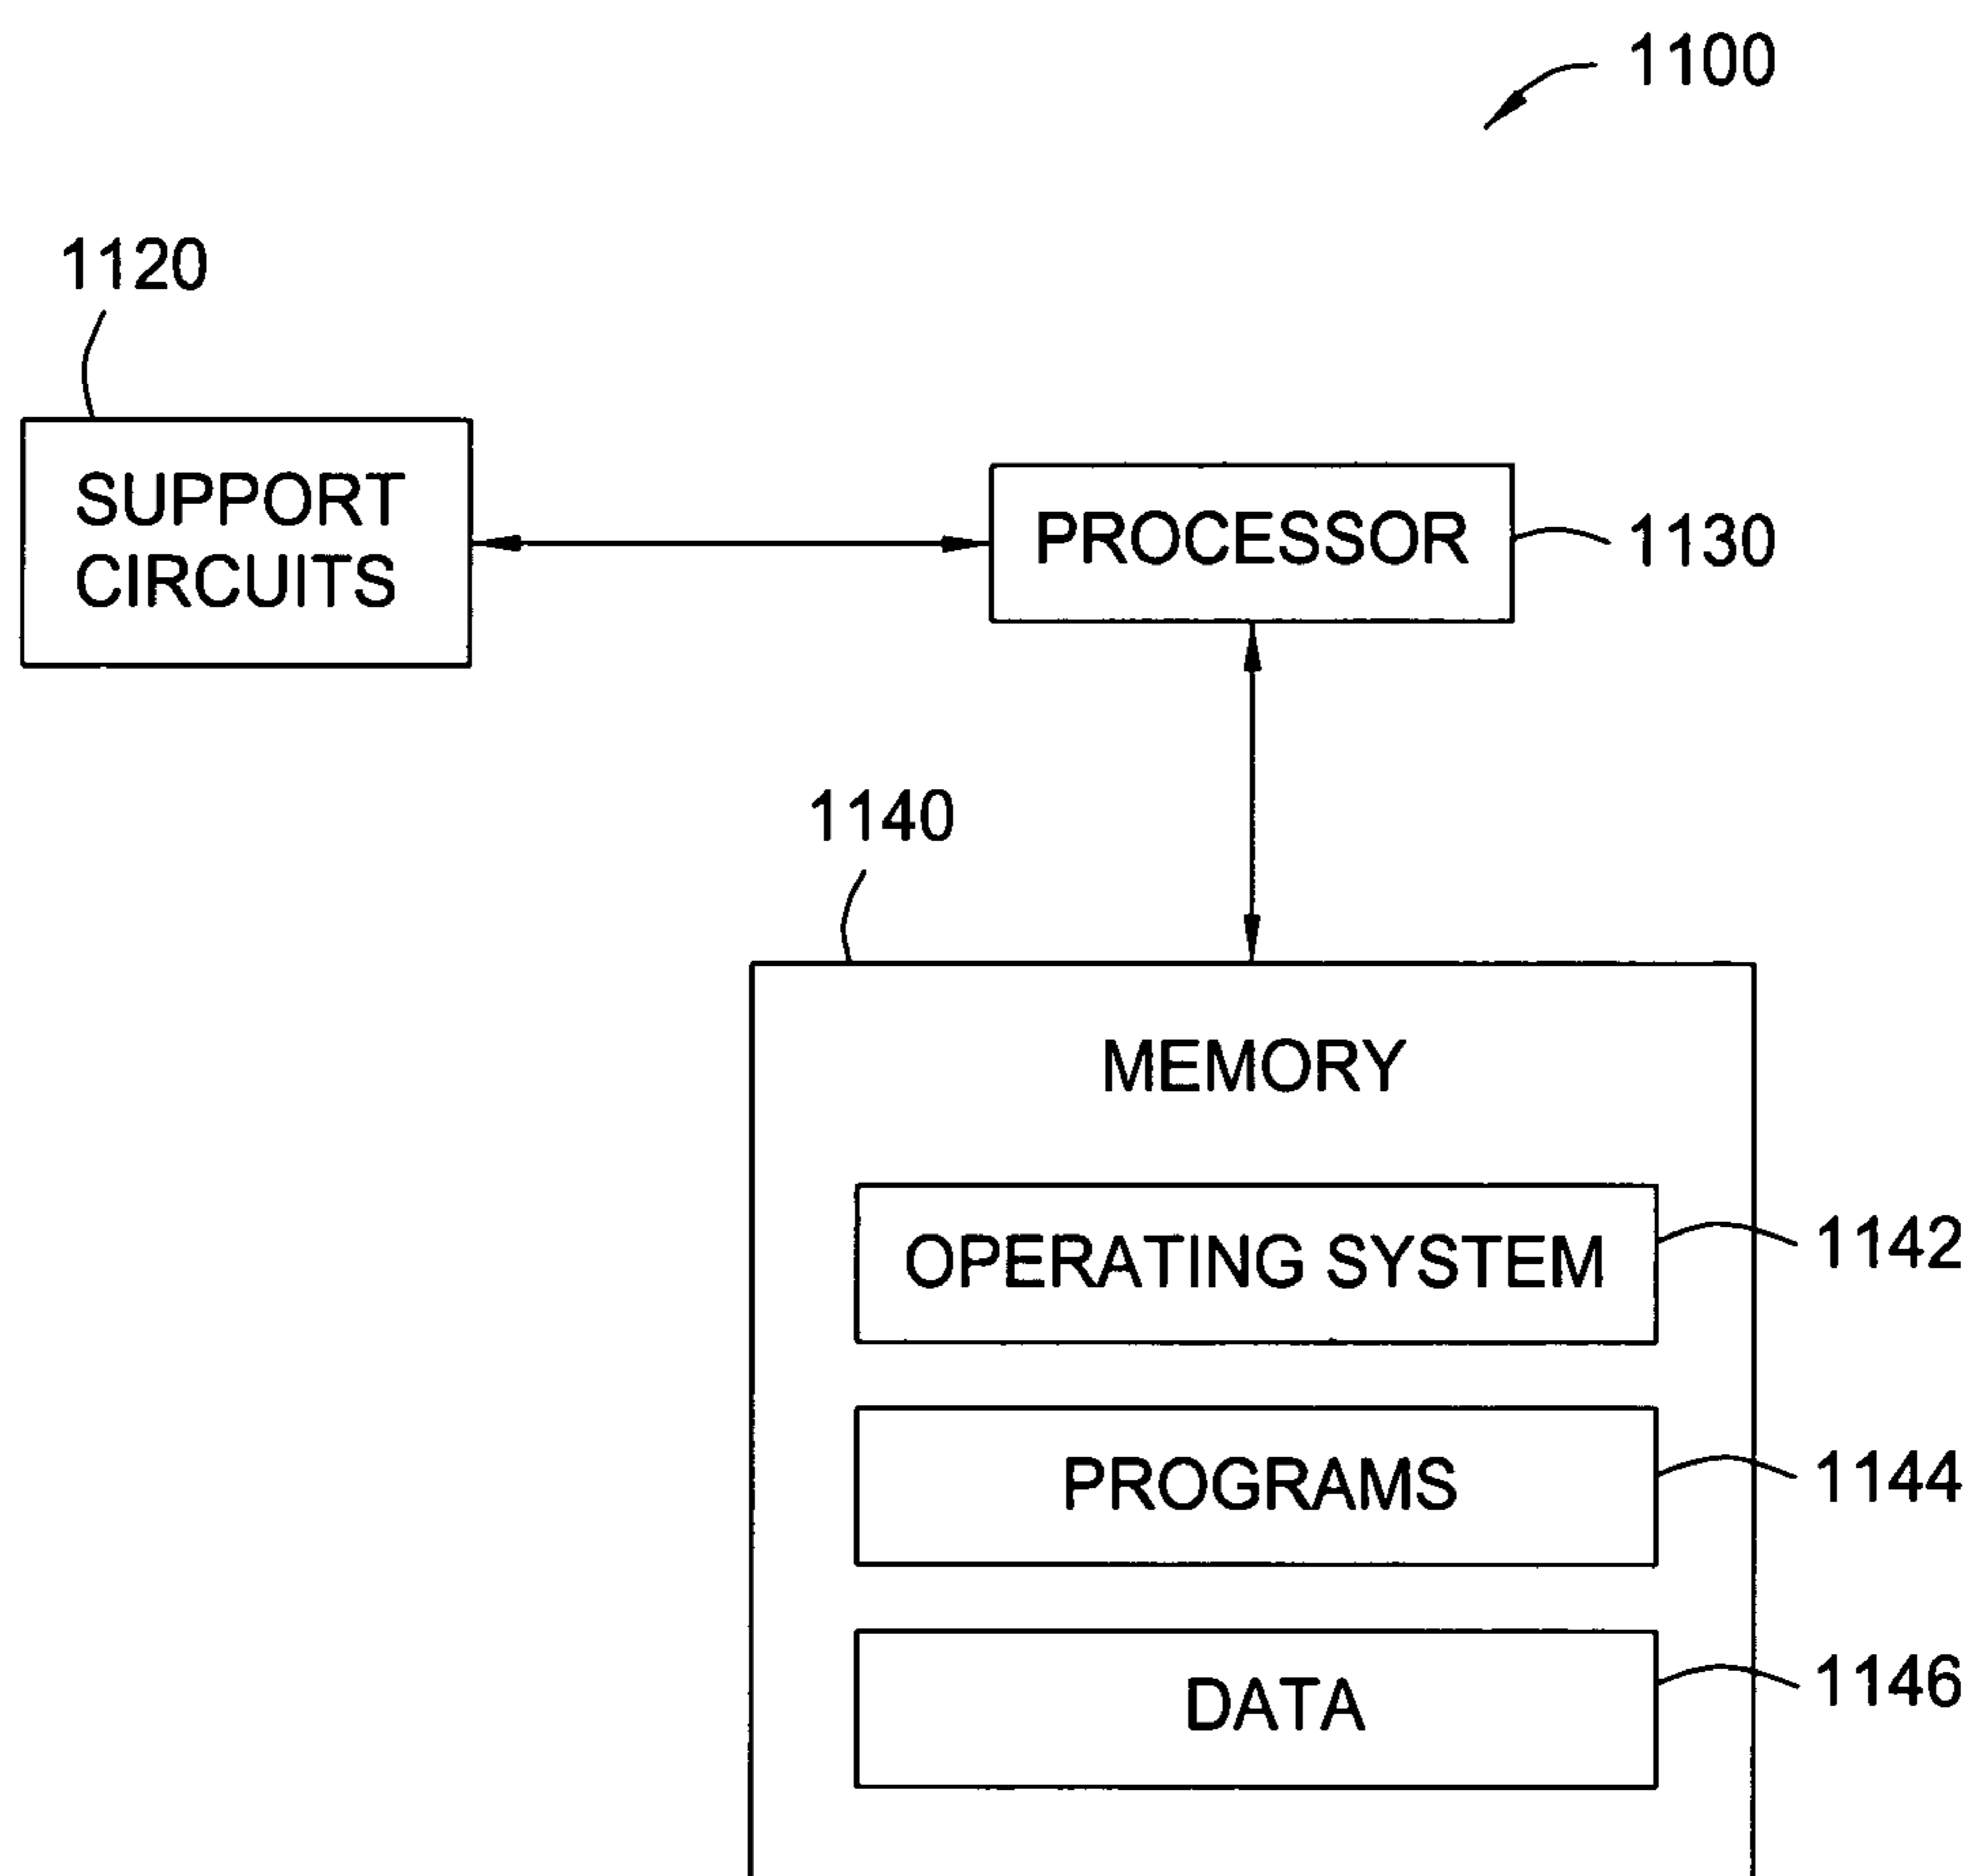 1100
1120
SUPPORT
CIRCUITS
PROCESSOR
1130
1140
MEMORY
OPERATING SYSTEM
1142
PROGRAMS
1144
DATA
1146